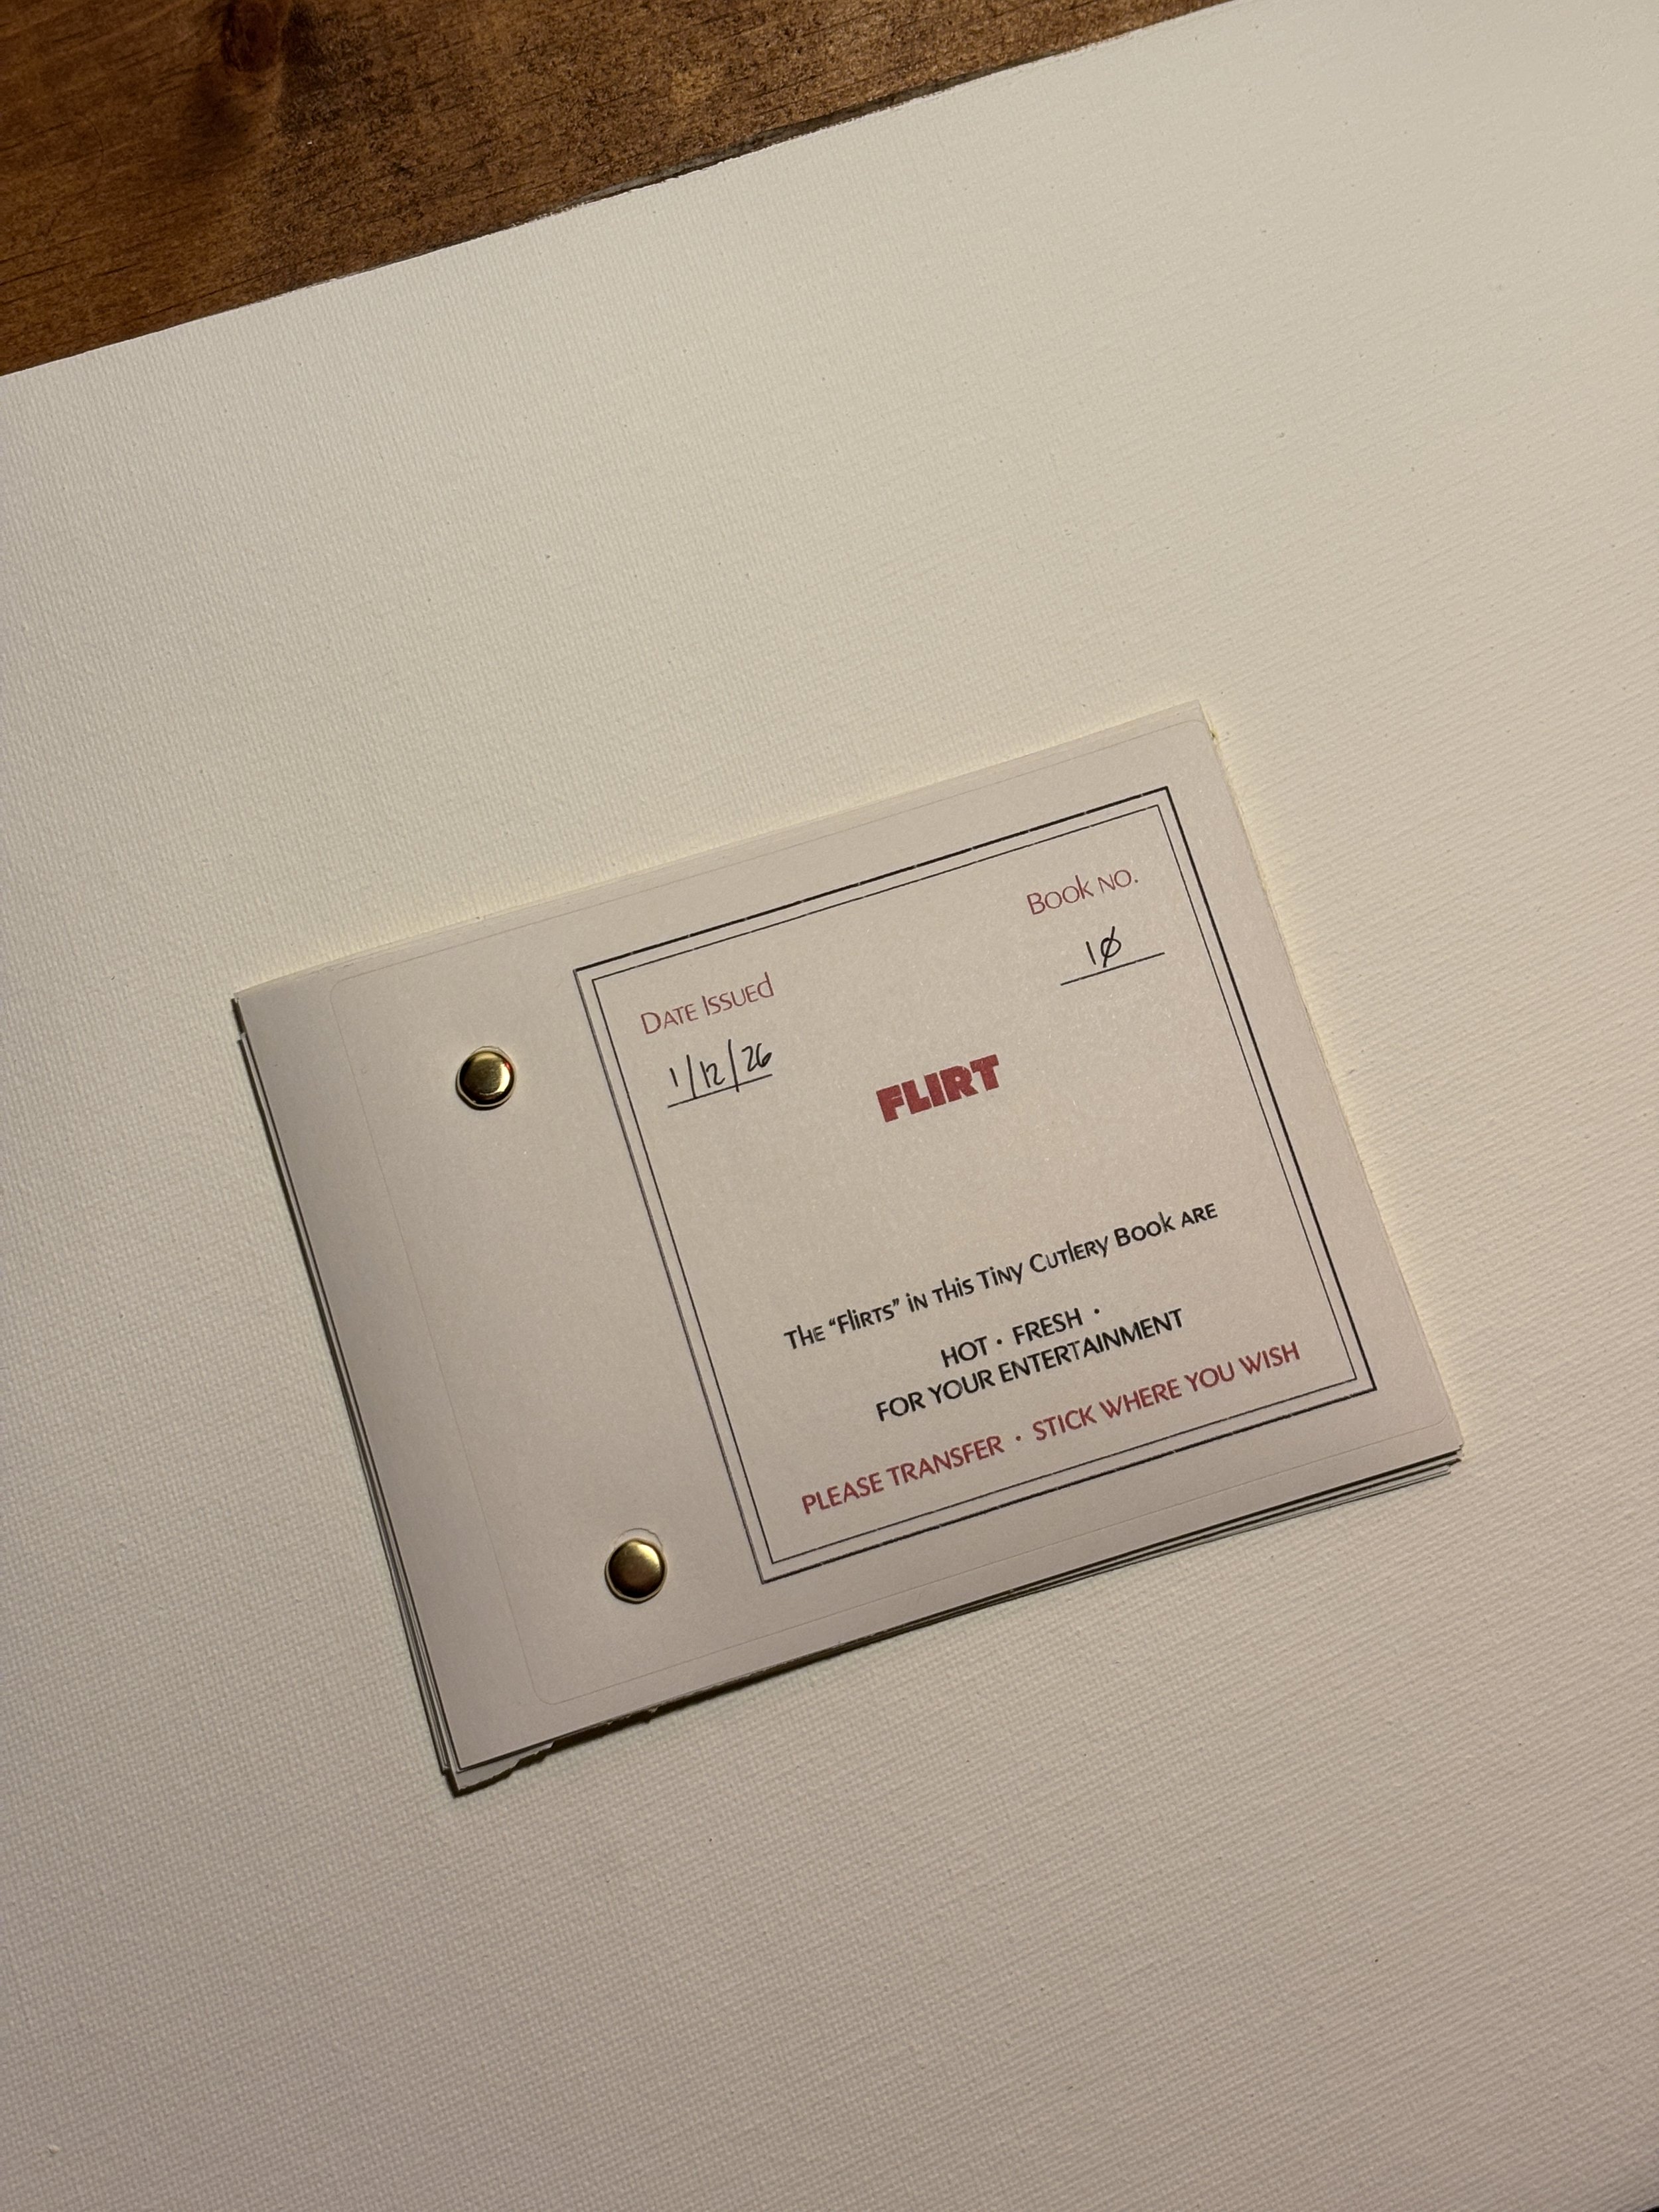 Book No.
10
Date Issued
1/12/26
FLIRT
The "Flirts" in this Tiny Cutlery Book are
HOT · FRESH ·
FOR YOUR ENTERTAINMENT
PLEASE TRANSFER · STICK WHERE YOU WISH